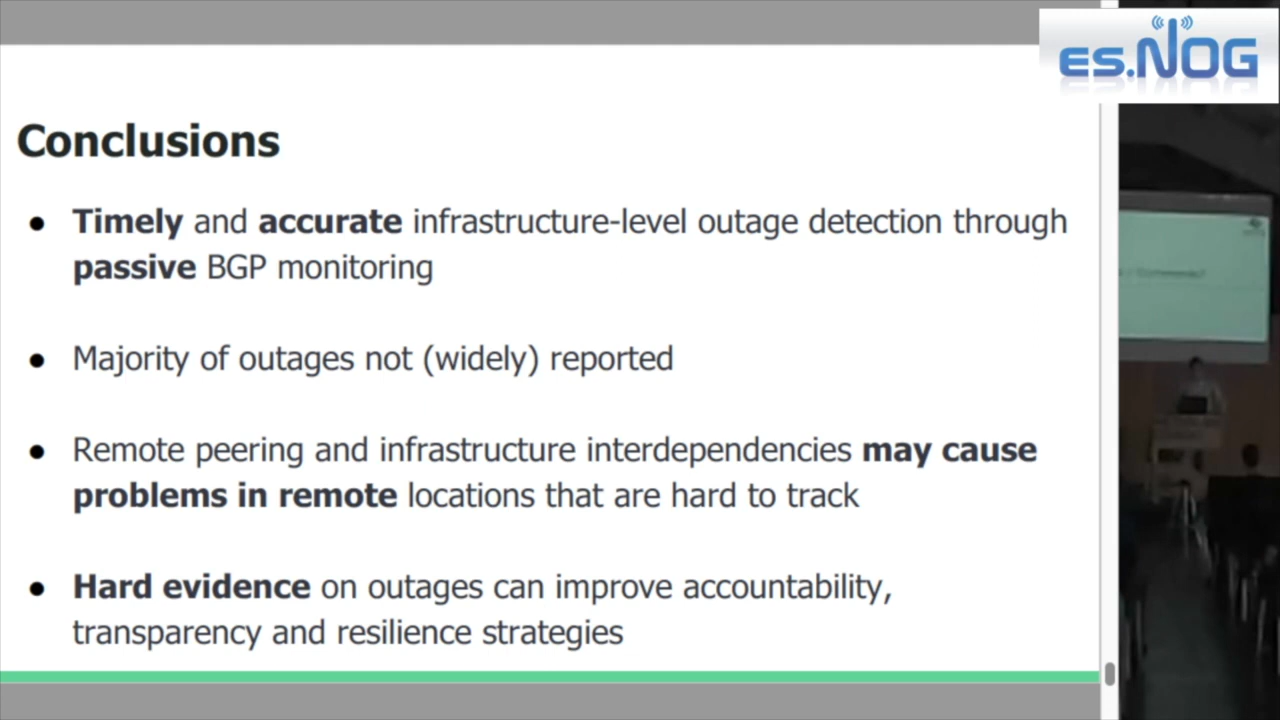 es.NOG
Conclusions
● Timely and accurate infrastructure-level outage detection through
passive BGP monitoring
● Majority of outages not (widely) reported
● Remote peering and infrastructure interdependencies may cause
problems in remote locations that are hard to track
● Hard evidence on outages can improve accountability,
transparency and resilience strategies